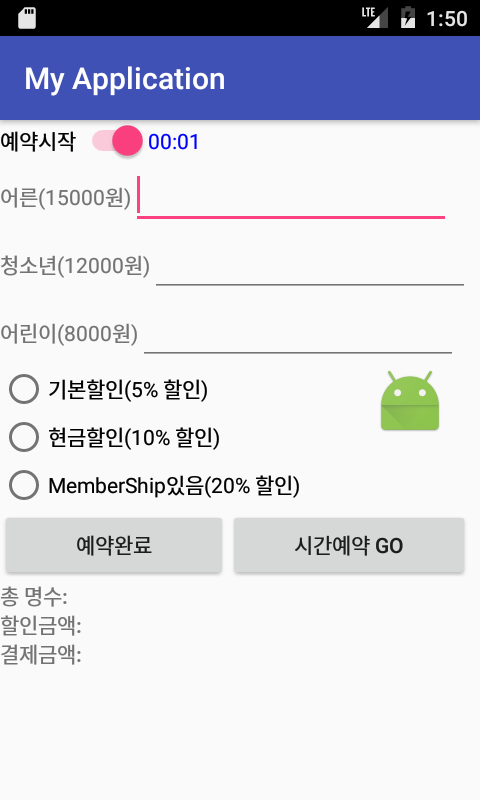 LTE 1:50
My Application
예약시작 00:01
어른(15000원)
청소년(12000원)
어린이(8000원)
기본할인(5% 할인)
현금할인(10% 할인)
MemberShip있음(20% 할인)
예약완료 시간예약 GO
총 명수:
할인금액:
결제금액: